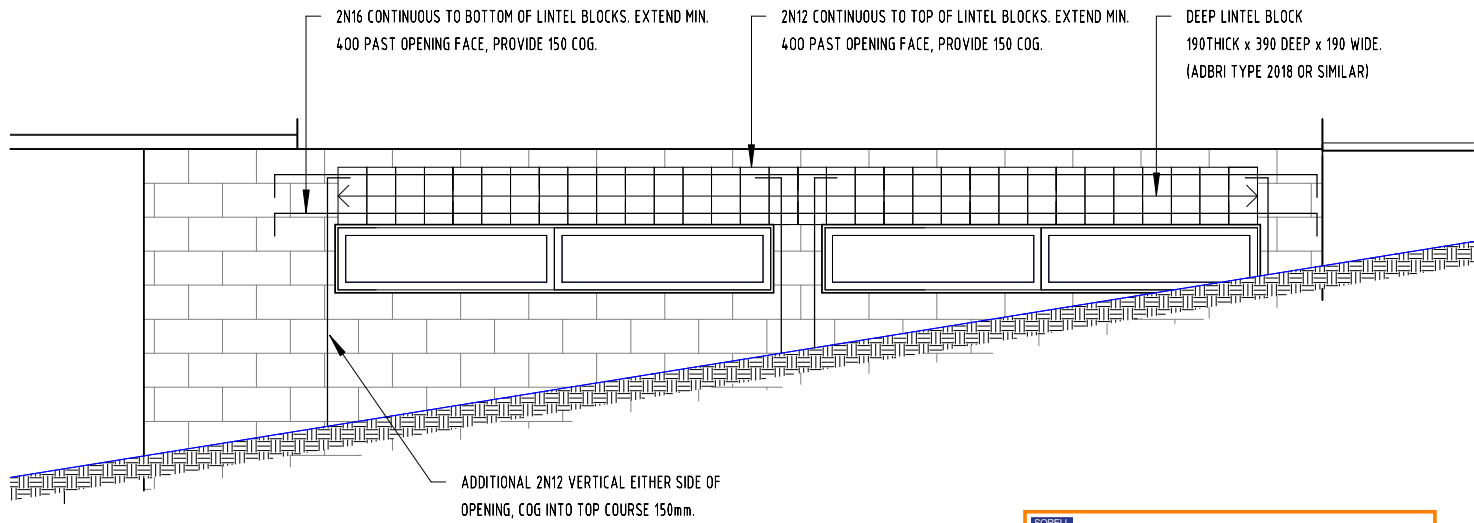 2N16 CONTINUOUS TO BOTTOM OF LINTEL BLOCKS. EXTEND MIN.
400 PAST OPENING FACE, PROVIDE 150 COG.
2N12 CONTINUOUS TO TOP OF LINTEL BLOCKS. EXTEND MIN.
400 PAST OPENING FACE, PROVIDE 150 COG.
DEEP LINTEL BLOCK
190THICK x 390 DEEP x 190 WIDE.
(ADBRI TYPE 2018 OR SIMILAR)
ADDITIONAL 2N12 VERTICAL EITHER SIDE OF
OPENING, COG INTO TOP COURSE 150mm.
SORELL